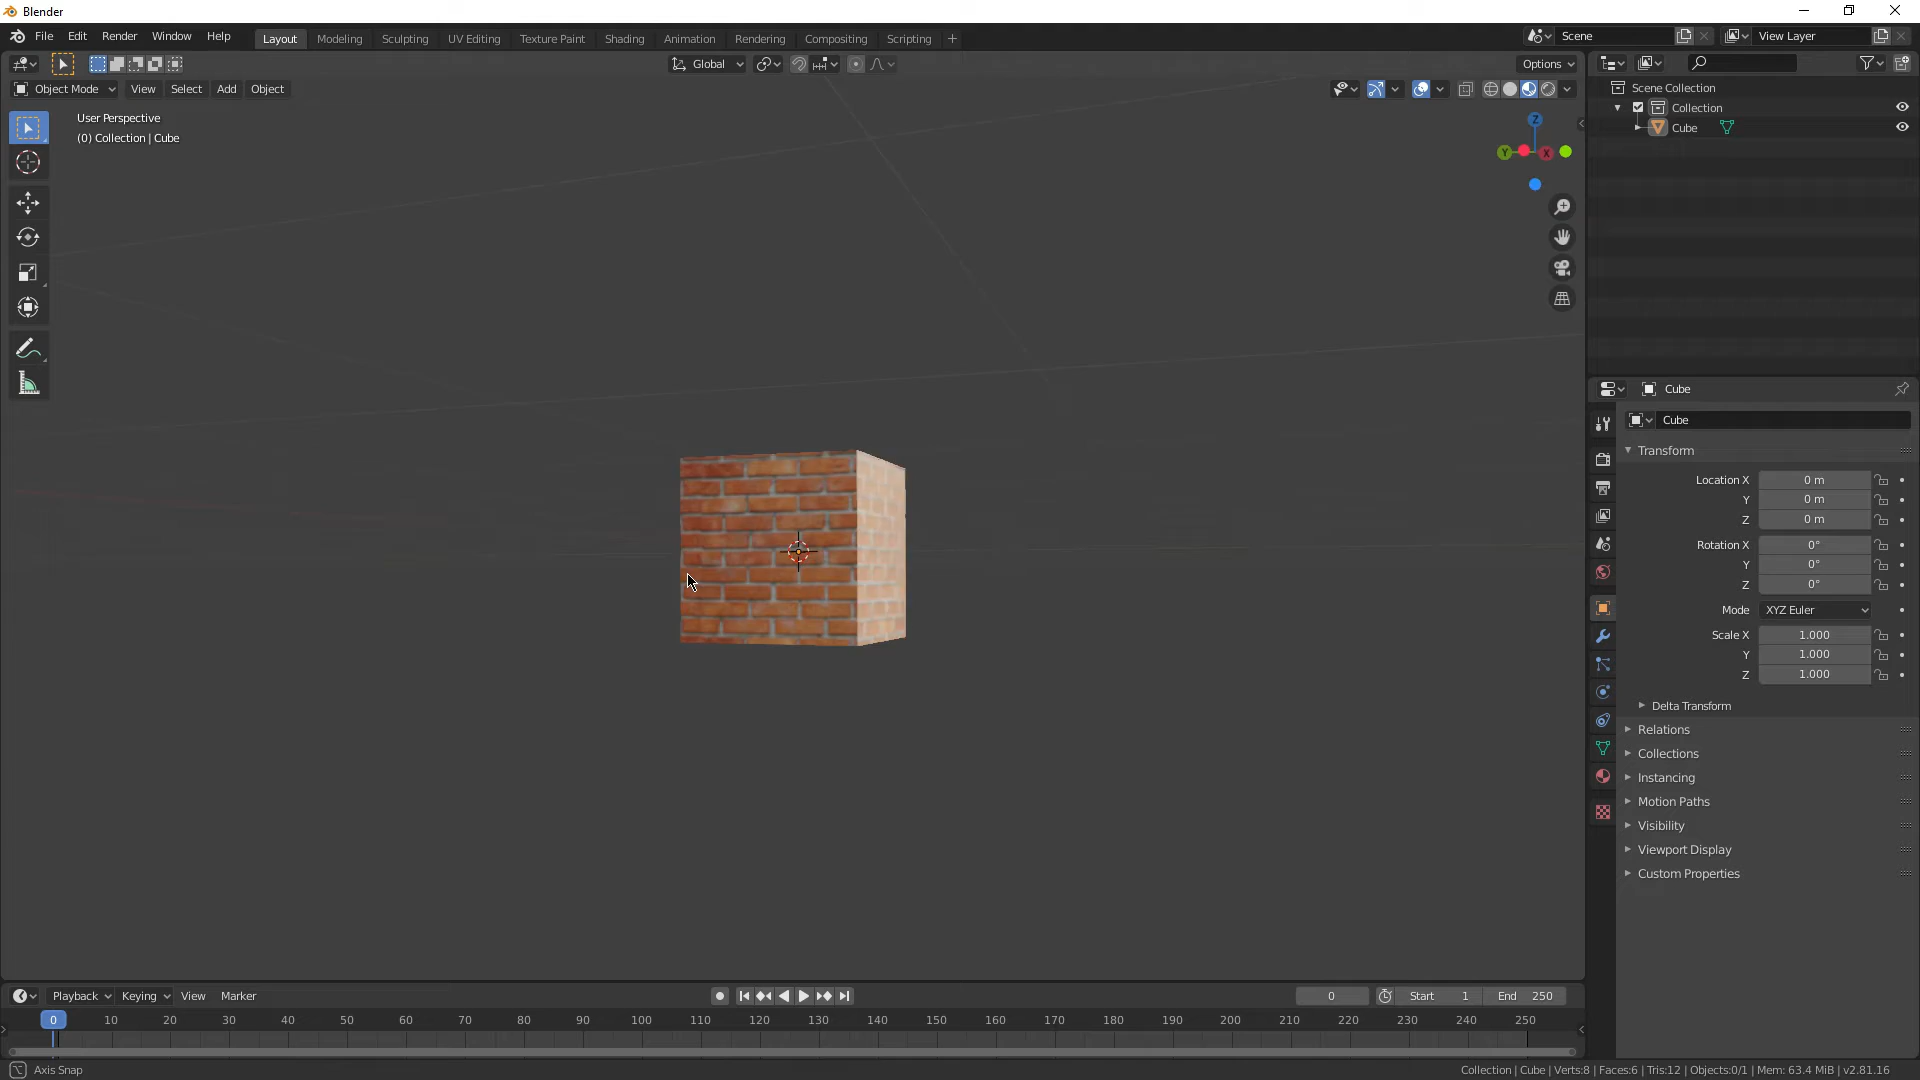 Blender
File Edit Render Window Help
Layout Modeling Sculpting UV Editing Texture Paint Shading Animation Rendering Compositing Scripting +
Scene
View Layer
Global
Options
Object Mode View Select Add Object
User Perspective
(0) Collection | Cube
Z
Y
X
Scene Collection
Collection
Cube
Cube
Cube
Transform
Location X 0 m
Y 0 m
Z 0 m
Rotation X 0°
Y 0°
Z 0°
Mode XYZ Euler
Scale X 1.000
Y 1.000
Z 1.000
Delta Transform
Relations
Collections
Instancing
Motion Paths
Visibility
Viewport Display
Custom Properties
Playback Keying View Marker
0 Start 1 End 250
0 10 20 30 40 50 60 70 80 90 100 110 120 130 140 150 160 170 180 190 200 210 220 230 240 250
Axis Snap
Collection | Cube | Verts:8 | Faces:6 | Tris:12 | Objects:0/1 | Mem: 63.4 MiB | v2.81.16